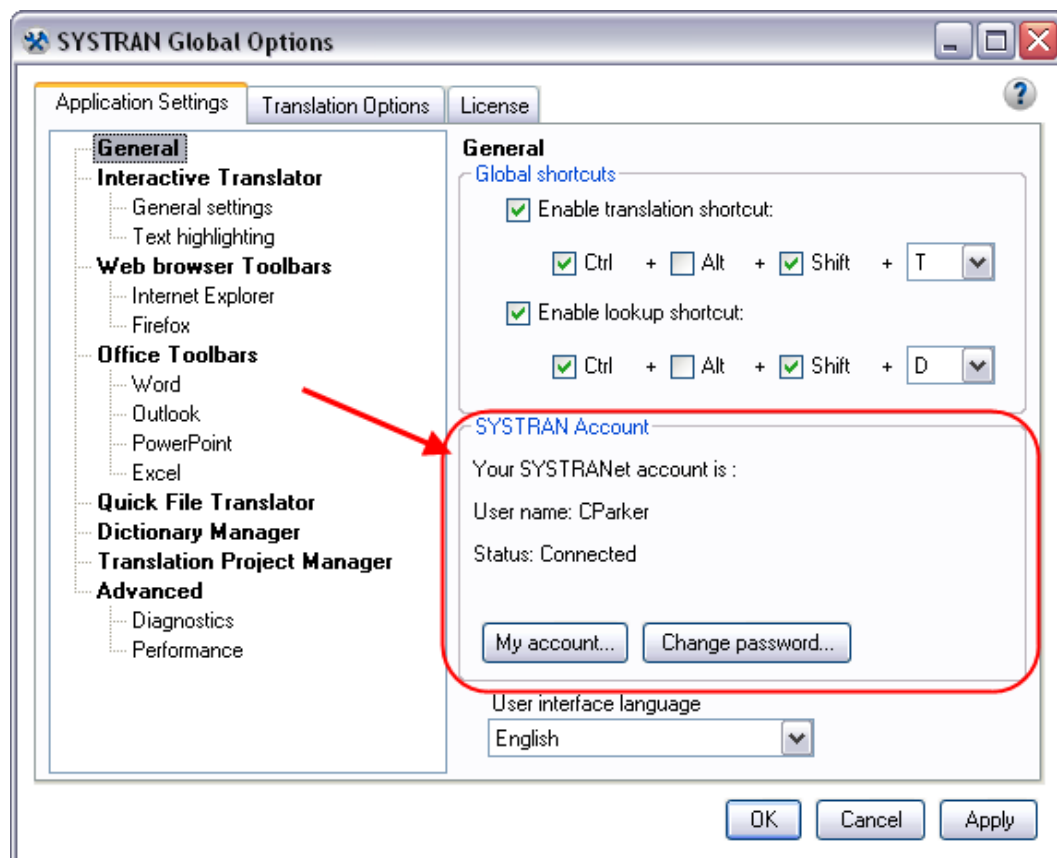 SYSTRAN Global Options
Application Settings
Translation Options
License
General
Interactive Translator
General settings
Text highlighting
Web browser Toolbars
Internet Explorer
Firefox
Office Toolbars
Word
Outlook
PowerPoint
Excel
Quick File Translator
Dictionary Manager
Translation Project Manager
Advanced
Diagnostics
Performance
General
Global shortcuts
Enable translation shortcut:
Ctrl + Alt + Shift + T
Enable lookup shortcut:
Ctrl + Alt + Shift + D
SYSTRAN Account
Your SYSTRANet account is :
User name: CParker
Status: Connected
My account... Change password...
User interface language
English
OK Cancel Apply